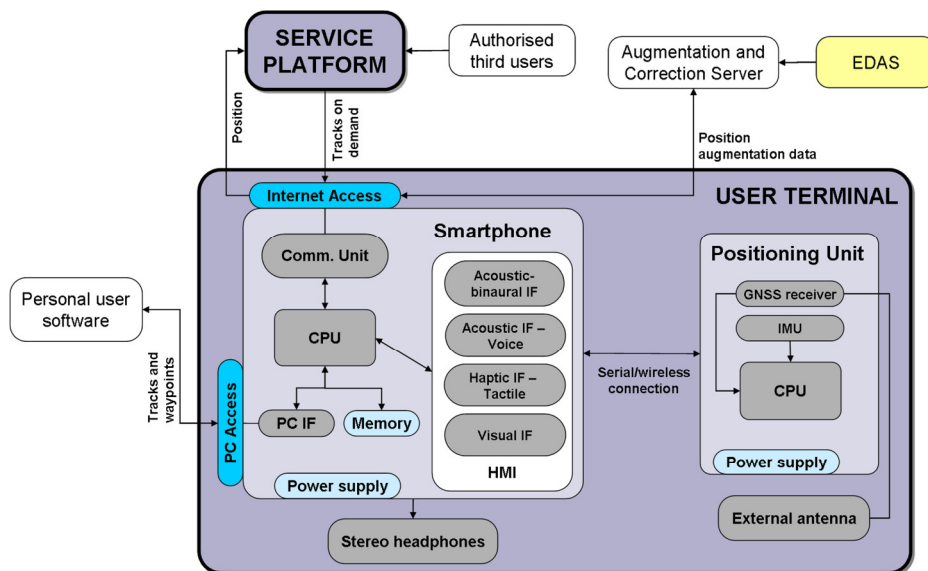 SERVICE
PLATFORM
Authorised
third users
Augmentation and
Correction Server
EDAS
Position
Tracks on
demand
Position
augmentation data
Internet Access
USER TERMINAL
Smartphone
Comm. Unit
CPU
PC IF
Memory
Power supply
Acoustic-
binaural IF
Acoustic IF –
Voice
Haptic IF –
Tactile
Visual IF
HMI
Personal user
software
Tracks and
waypoints
PC Access
Serial/wireless
connection
Positioning Unit
GNSS receiver
IMU
CPU
Power supply
External antenna
Stereo headphones